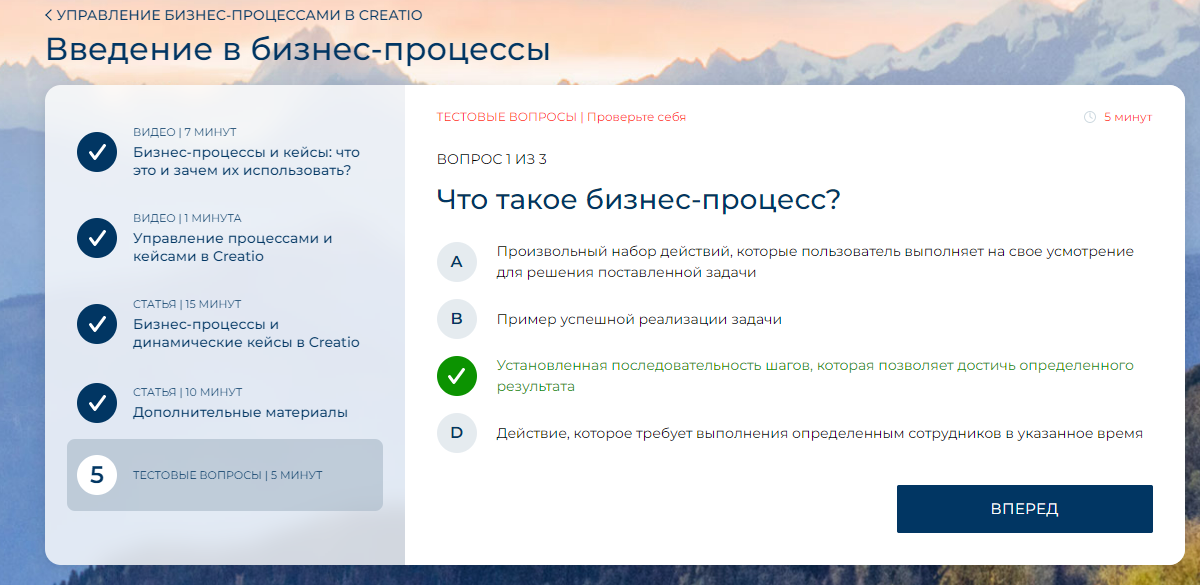 < УПРАВЛЕНИЕ БИЗНЕС-ПРОЦЕССАМИ В CREATIO
Введение в бизнес-процессы
ВИДЕО | 7 МИНУТ
Бизнес-процессы и кейсы: что
это и зачем их использовать?
ВИДЕО | 1 МИНУТА
Управление процессами и
кейсами в Creatio
СТАТЬЯ | 15 МИНУТ
Бизнес-процессы и
динамические кейсы в Creatio
СТАТЬЯ | 10 МИНУТ
Дополнительные материалы
5
ТЕСТОВЫЕ ВОПРОСЫ | 5 МИНУТ
ТЕСТОВЫЕ ВОПРОСЫ | Проверьте себя
5 минут
ВОПРОС 1 ИЗ 3
Что такое бизнес-процесс?
A
Произвольный набор действий, которые пользователь выполняет на свое усмотрение
для решения поставленной задачи
B
Пример успешной реализации задачи
Установленная последовательность шагов, которая позволяет достичь определенного
результата
D
Действие, которое требует выполнения определенным сотрудников в указанное время
ВПЕРЕД